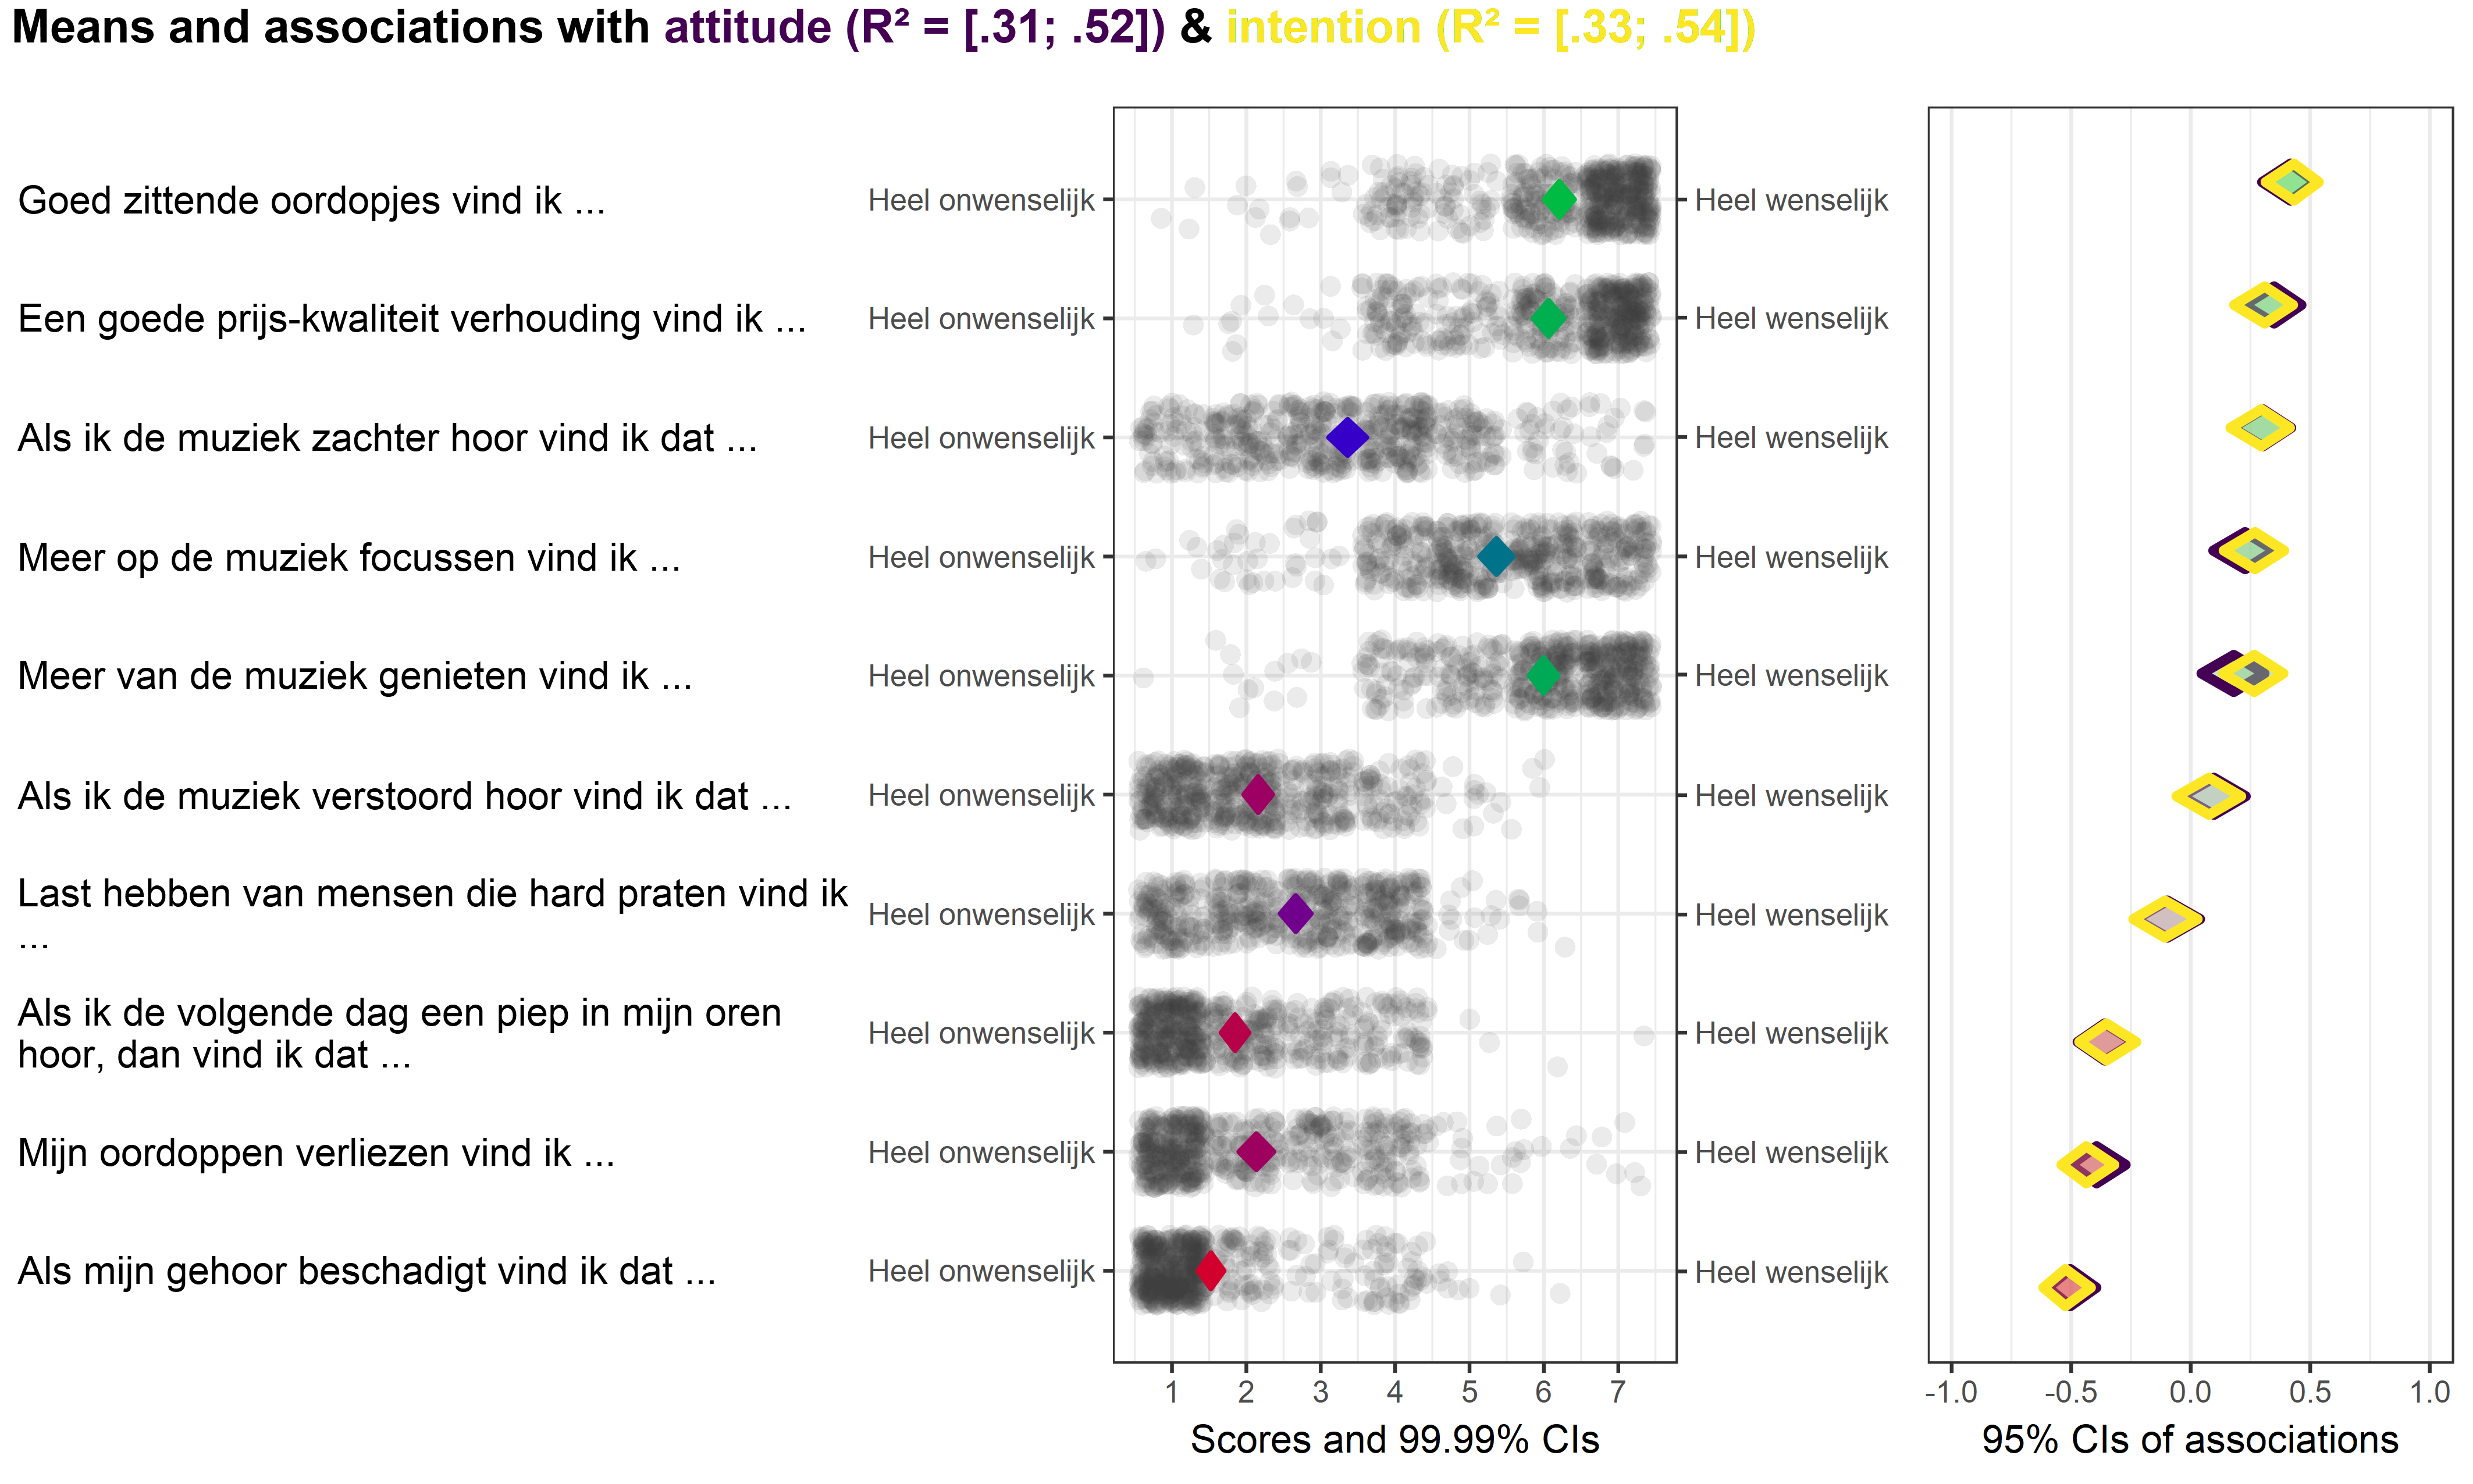 Means and associations with attitude (R² = [.31; .52]) & intention (R² = [.33; .54])
Goed zittende oordopjes vind ik ...
Heel onwenselijk
Heel wenselijk
Een goede prijs-kwaliteit verhouding vind ik ...
Heel onwenselijk
Heel wenselijk
Als ik de muziek zachter hoor vind ik dat ...
Heel onwenselijk
Heel wenselijk
Meer op de muziek focussen vind ik ...
Heel onwenselijk
Heel wenselijk
Meer van de muziek genieten vind ik ...
Heel onwenselijk
Heel wenselijk
Als ik de muziek verstoord hoor vind ik dat ...
Heel onwenselijk
Heel wenselijk
Last hebben van mensen die hard praten vind ik
...
Heel onwenselijk
Heel wenselijk
Als ik de volgende dag een piep in mijn oren
hoor, dan vind ik dat ...
Heel onwenselijk
Heel wenselijk
Mijn oordoppen verliezen vind ik ...
Heel onwenselijk
Heel wenselijk
Als mijn gehoor beschadigt vind ik dat ...
Heel onwenselijk
Heel wenselijk
1 2 3 4 5 6 7
Scores and 99.99% CIs
-1.0 -0.5 0.0 0.5 1.0
95% CIs of associations